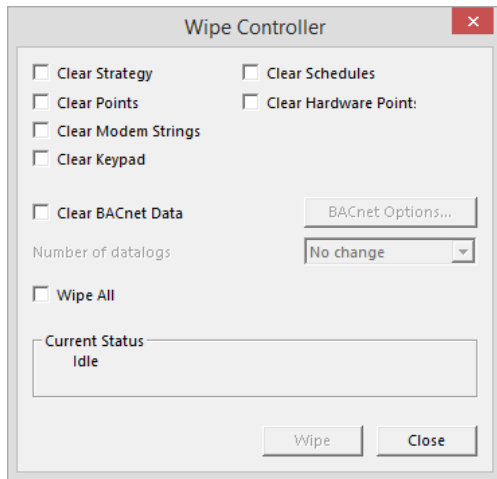 Wipe Controller
Clear Strategy
Clear Schedules
Clear Points
Clear Hardware Points
Clear Modem Strings
Clear Keypad
Clear BACnet Data
BACnet Options...
Number of datalogs
No change
Wipe All
Current Status
Idle
Wipe
Close